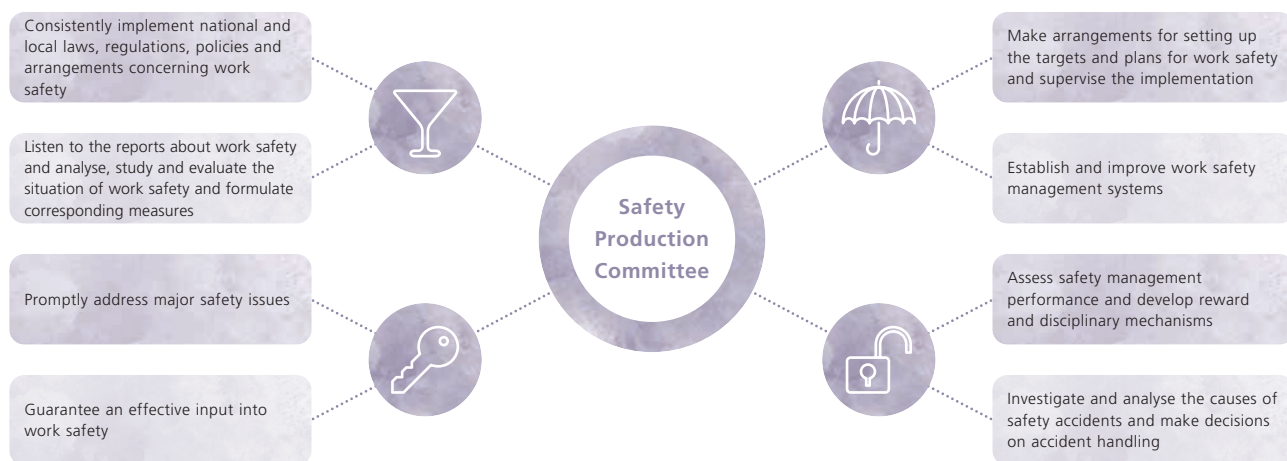 Consistently implement national and
local laws, regulations, policies and
arrangements concerning work
safety
Listen to the reports about work safety
and analyse, study and evaluate the
situation of work safety and formulate
corresponding measures
Promptly address major safety issues
Guarantee an effective input into
work safety
Safety
Production
Committee
Make arrangements for setting up
the targets and plans for work safety
and supervise the implementation
Establish and improve work safety
management systems
Assess safety management
performance and develop reward
and disciplinary mechanisms
Investigate and analyse the causes of
safety accidents and make decisions
on accident handling